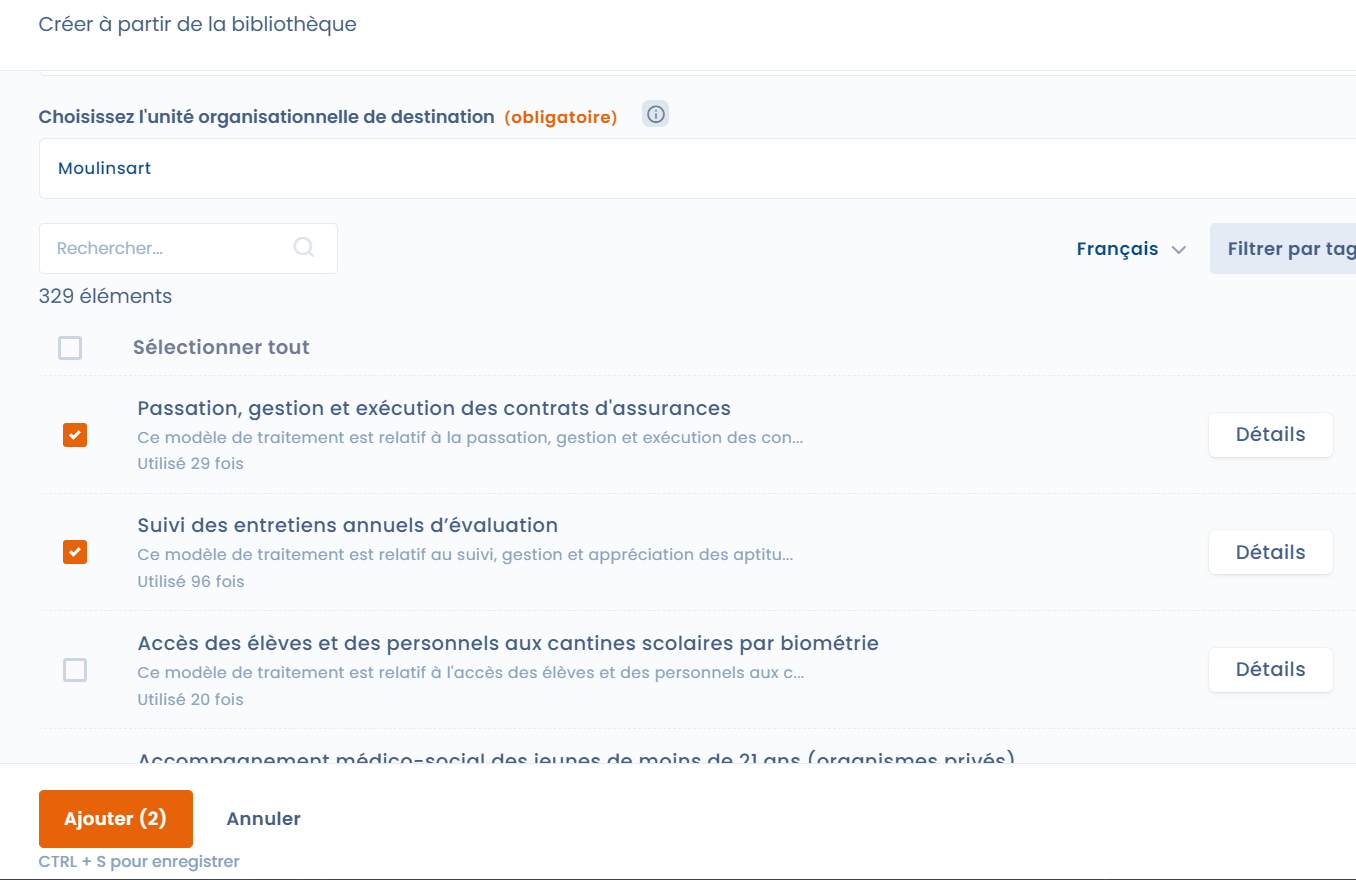 Créer à partir de la bibliothèque
Choisissez l'unité organisationnelle de destination (obligatoire)
Moulinsart
Rechercher...
Français
Filtrer par tag
329 éléments
Sélectionner tout
Passation, gestion et exécution des contrats d'assurances
Ce modèle de traitement est relatif à la passation, gestion et exécution des con...
Utilisé 29 fois
Détails
Suivi des entretiens annuels d’évaluation
Ce modèle de traitement est relatif au suivi, gestion et appréciation des aptitu...
Utilisé 96 fois
Détails
Accès des élèves et des personnels aux cantines scolaires par biométrie
Ce modèle de traitement est relatif à l'accès des élèves et des personnels aux c...
Utilisé 20 fois
Détails
Accompagnement médico-social des jeunes de moins de 21 ans (organismes privés)
Ajouter (2)
Annuler
CTRL + S pour enregistrer